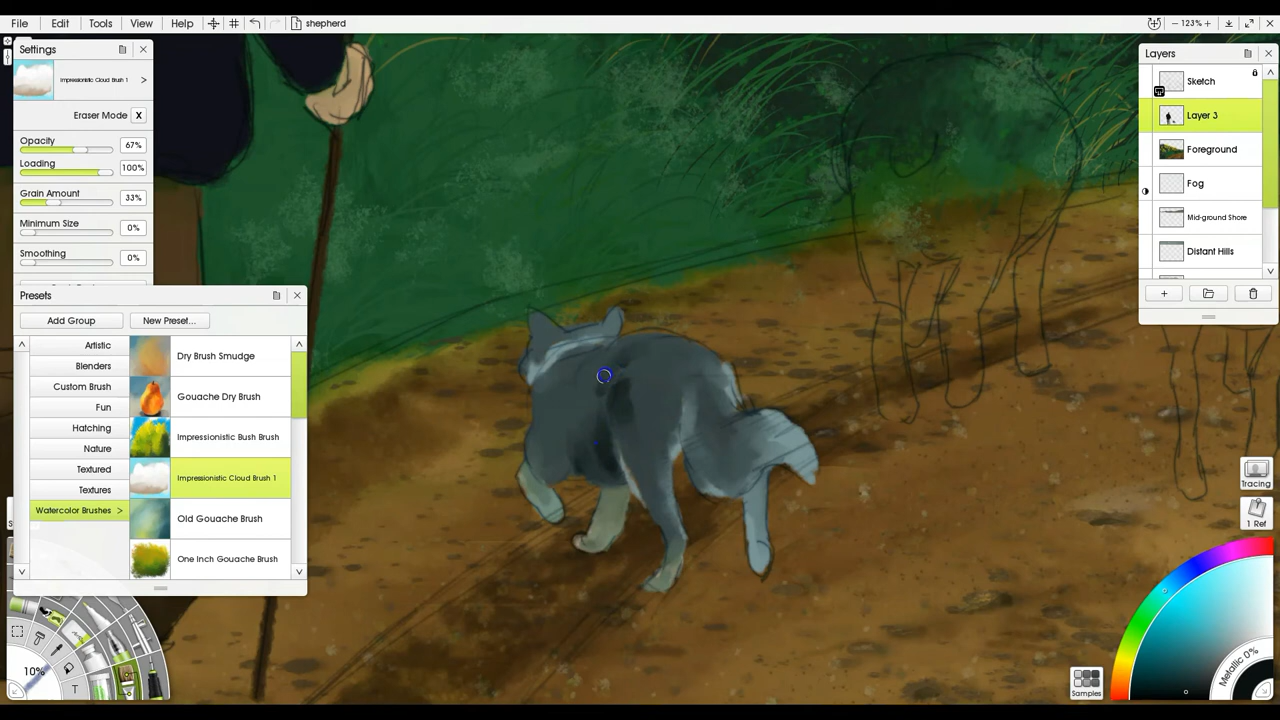 File Edit Tools View Help shepherd 123%
Settings
Impressionistic Cloud Brush 1 >
Eraser Mode X
Opacity 67%
Loading 100%
Grain Amount 33%
Minimum Size 0%
Smoothing 0%
Presets
Add Group New Preset...
Artistic
Blenders
Custom Brush
Fun
Hatching
Nature
Textured
Textures
Watercolor Brushes >
Dry Brush Smudge
Gouache Dry Brush
Impressionistic Bush Brush
Impressionistic Cloud Brush 1
Old Gouache Brush
One Inch Gouache Brush
10%
T
Layers
Sketch
Layer 3
Foreground
Fog
Mid-ground Shore
Distant Hills
Tracing
1 Ref
Metallic 0%
Samples